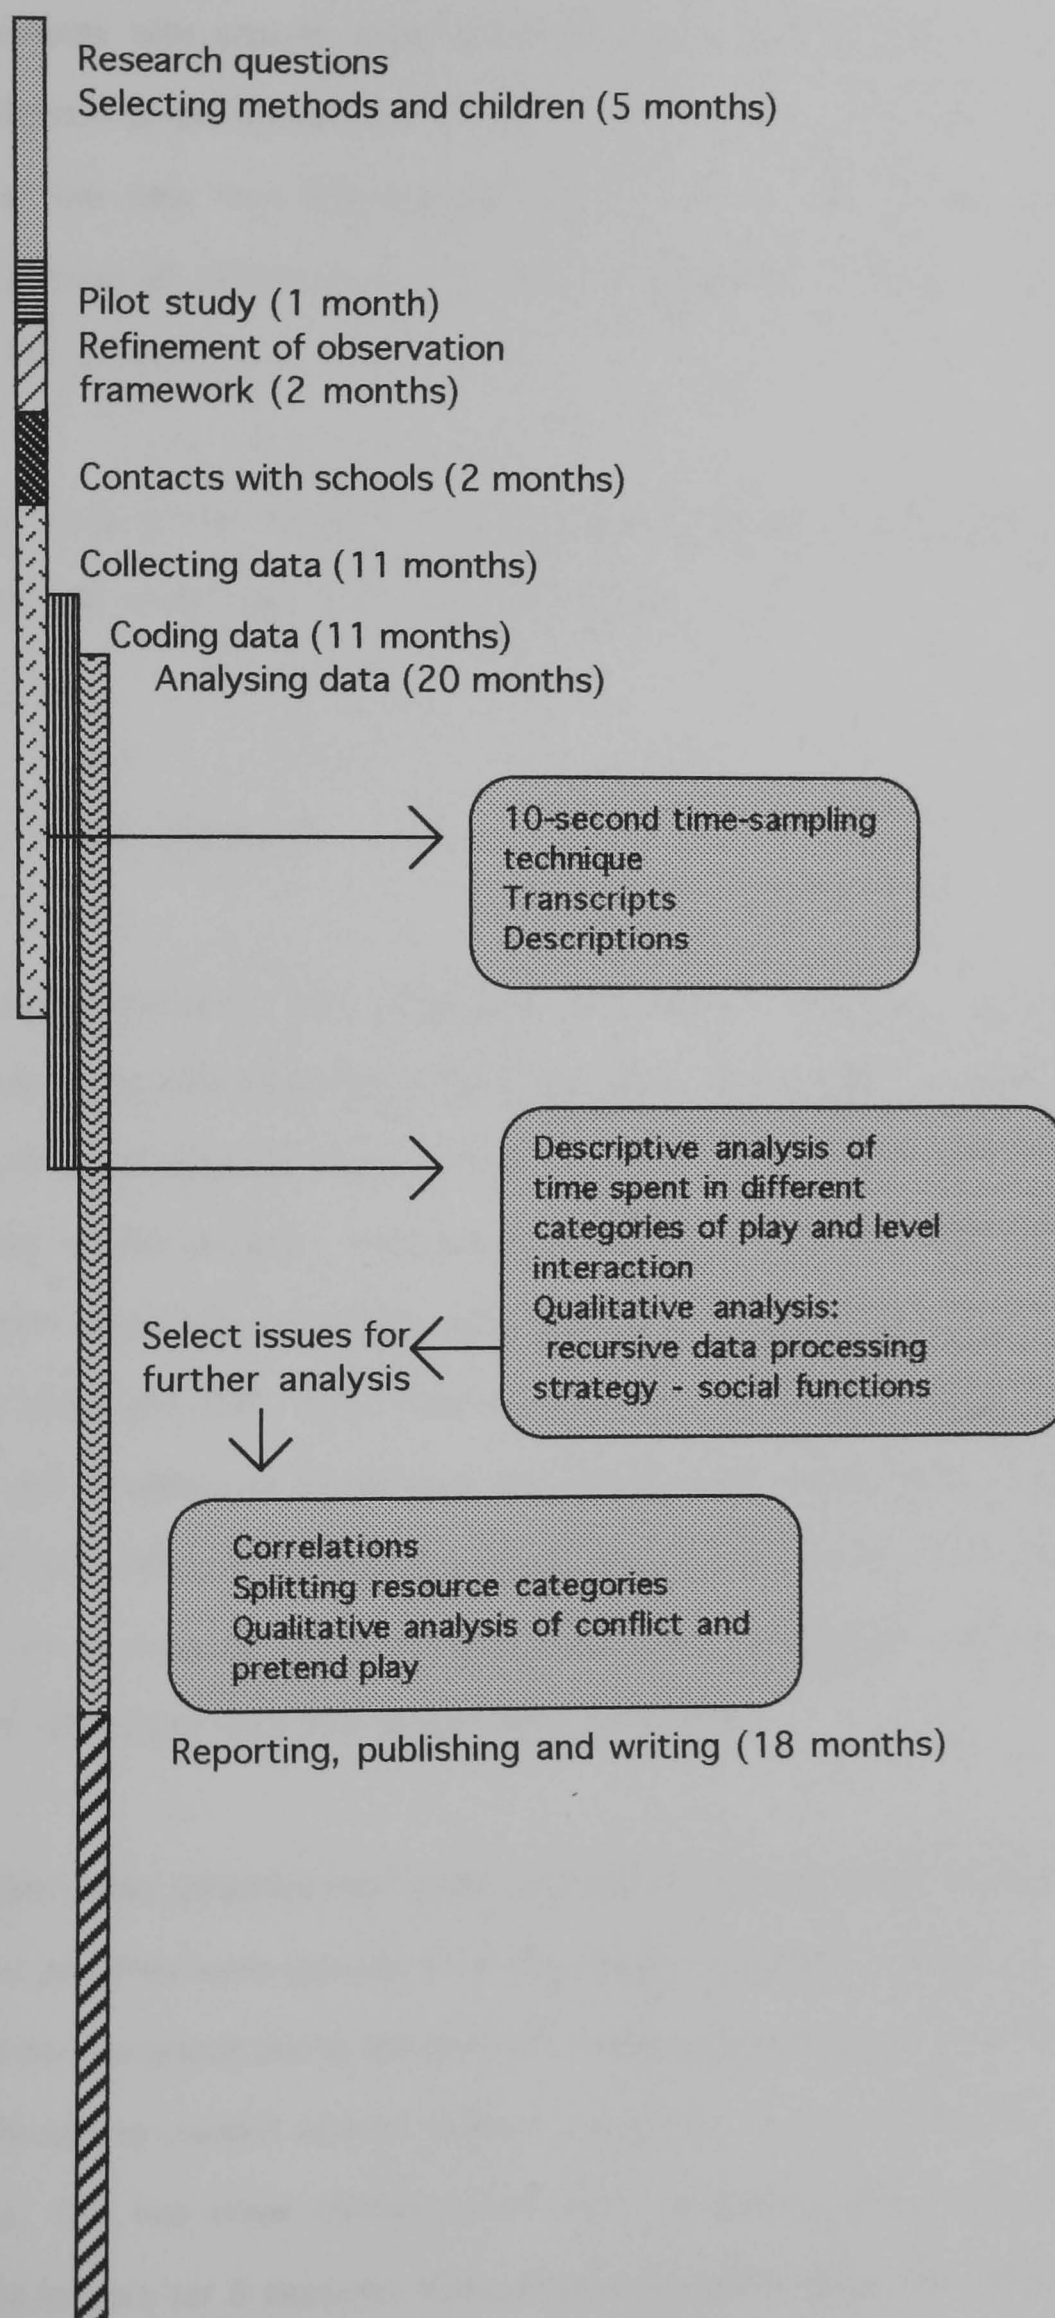 Research questions
Selecting methods and children (5 months)
Pilot study (1 month)
Refinement of observation
framework (2 months)
Contacts with schools (2 months)
Collecting data (11 months)
Coding data (11 months)
Analysing data (20 months)
10-second time-sampling
technique
Transcripts
Descriptions
Descriptive analysis of
time spent in different
categories of play and level
interaction
Qualitative analysis:
recursive data processing
strategy - social functions
Select issues for
further analysis
Correlations
Splitting resource categories
Qualitative analysis of conflict and
pretend play
Reporting, publishing and writing (18 months)